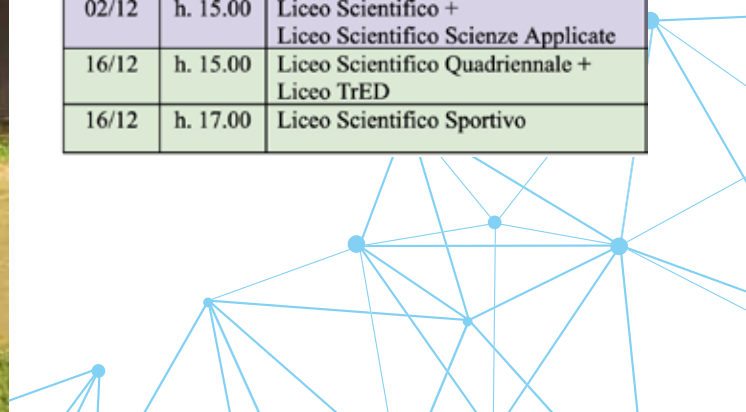 02/12 h. 15.00 Liceo Scientifico +
Liceo Scientifico Scienze Applicate
16/12 h. 15.00 Liceo Scientifico Quadriennale +
Liceo TrED
16/12 h. 17.00 Liceo Scientifico Sportivo